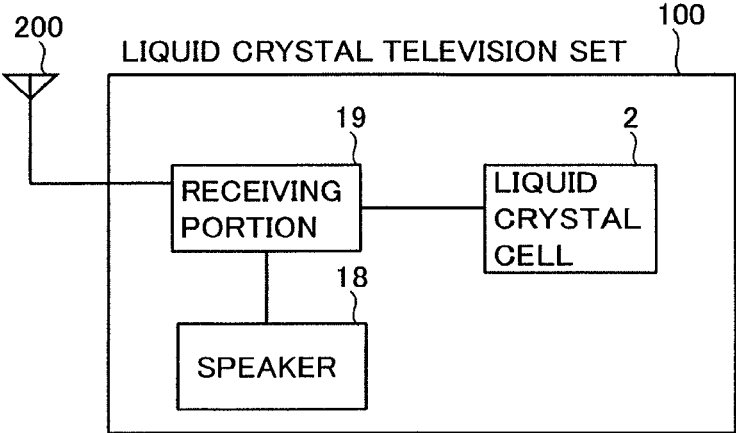 200
LIQUID CRYSTAL TELEVISION SET
100
19
RECEIVING
PORTION
2
LIQUID
CRYSTAL
CELL
18
SPEAKER